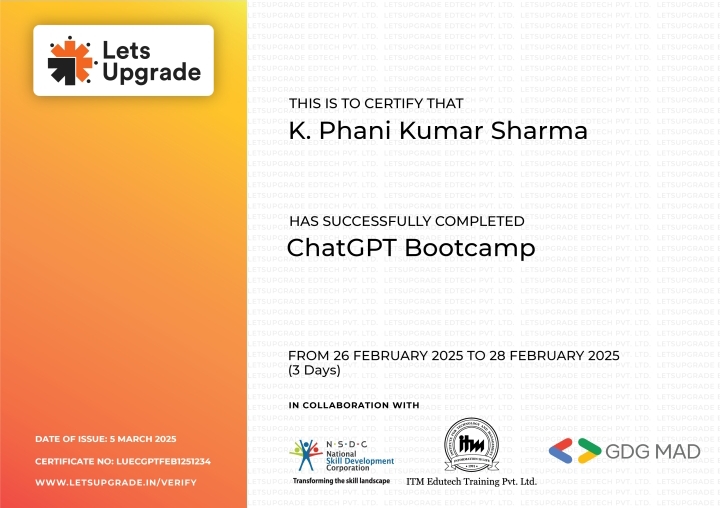 Lets
Upgrade
THIS IS TO CERTIFY THAT
K. Phani Kumar Sharma
HAS SUCCESSFULLY COMPLETED
ChatGPT Bootcamp
FROM 26 FEBRUARY 2025 TO 28 FEBRUARY 2025
(3 Days)
IN COLLABORATION WITH
DATE OF ISSUE: 5 MARCH 2025
CERTIFICATE NO: LUECGPTFEB1251234
WWW.LETSUPGRADE.IN/VERIFY
N·S·D·C
National
Skill Development
Corporation
Transforming the skill landscape
itm
ITM Edutech Training Pvt. Ltd.
GDG MAD